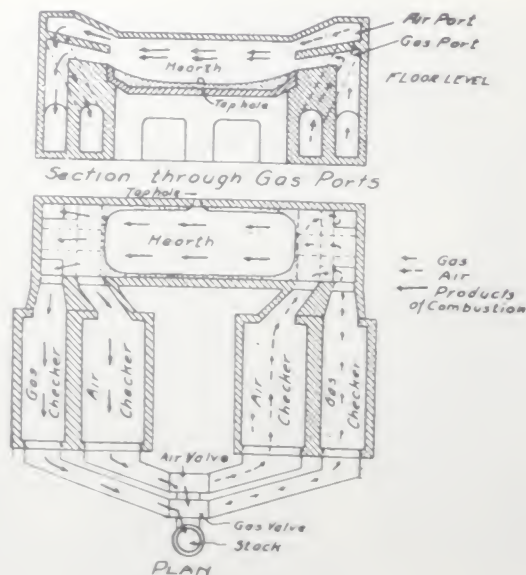 Air Port
Gas Port
Hearth
FLOOR LEVEL
Tap hole
Section through Gas Ports
Tap hole
Hearth
Gas
Air
Products
of Combustion
Gas Checker
Air Checker
Air Checker
Gas Checker
Air Valve
Gas Valve
Stack
PLAN